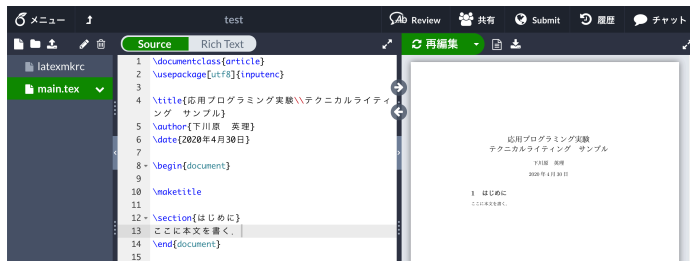 メニュー
test
Review
共有
Submit
履歴
チャット
Source
Rich Text
再編集
latexmkrc
main.tex
1 \documentclass{article}
2 \usepackage[utf8]{inputenc}
3
4 \title{応用プログラミング実験\\テクニカルライティ
ング　サンプル}
5 \author{下川原　英理}
6 \date{2020年4月30日}
7
8 \begin{document}
9
10 \maketitle
11
12 \section{はじめに}
13 ここに本文を書く．
14 \end{document}
15
応用プログラミング実験
テクニカルライティング　サンプル
下川原　英理
2020 年 4 月 30 日
1　はじめに
ここに本文を書く．